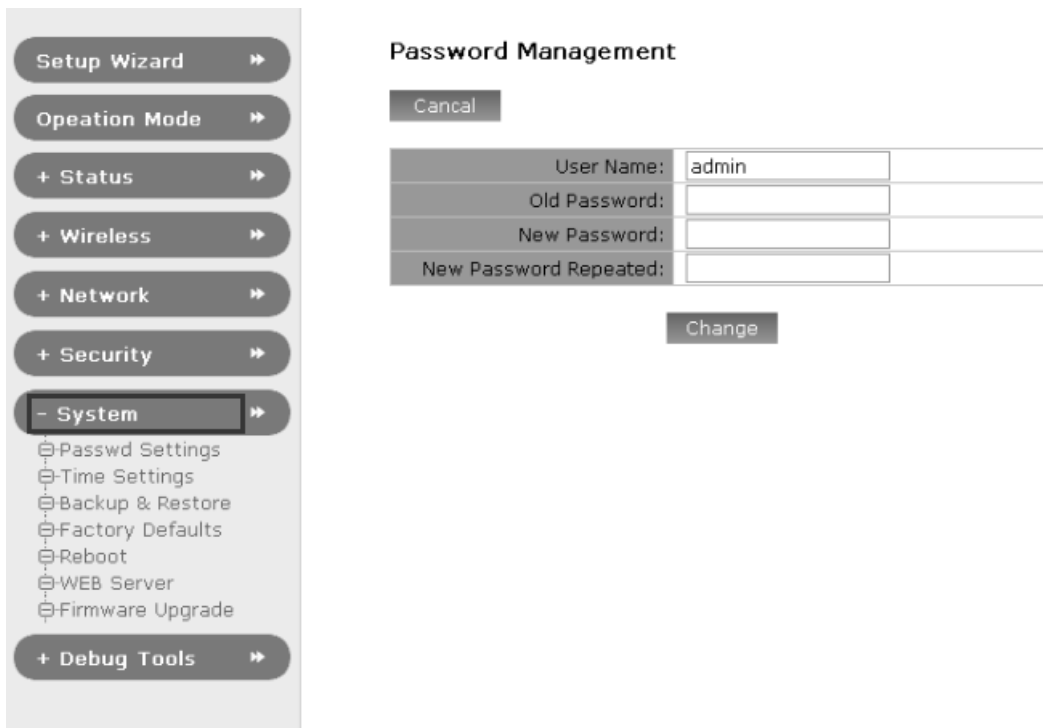 Setup Wizard
Opeation Mode
+ Status
+ Wireless
+ Network
+ Security
- System
Passwd Settings
Time Settings
Backup & Restore
Factory Defaults
Reboot
WEB Server
Firmware Upgrade
+ Debug Tools
Password Management
Cancal
User Name: admin
Old Password:
New Password:
New Password Repeated:
Change